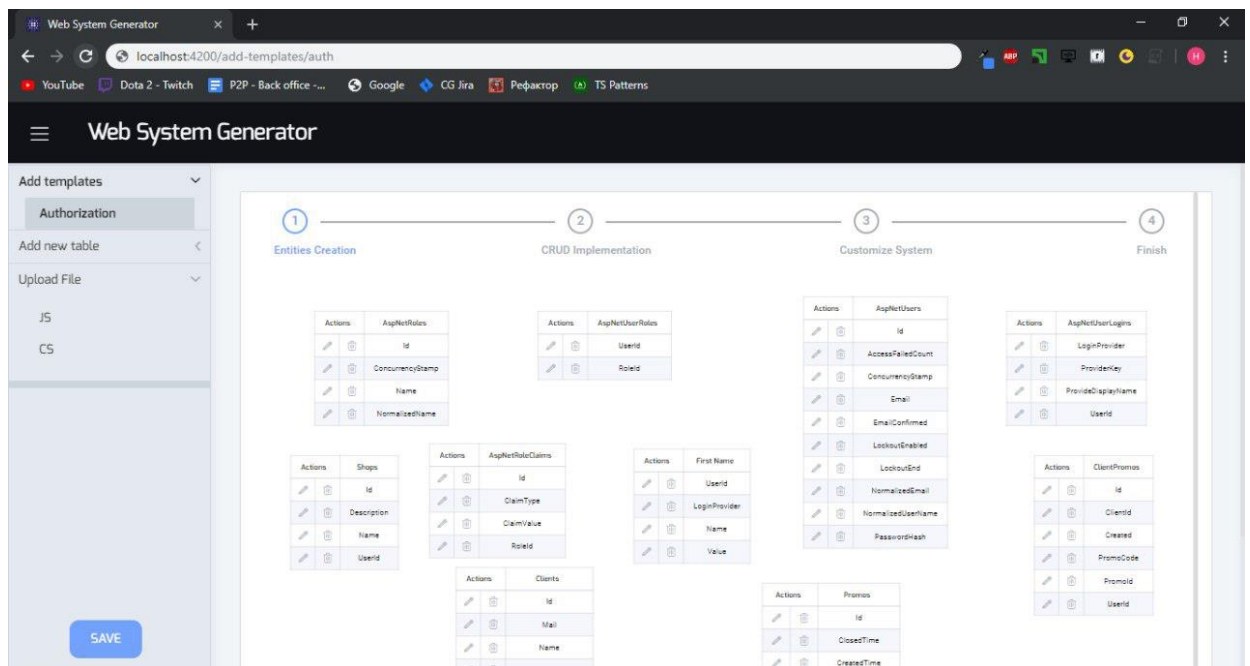 Web System Generator
localhost:4200/add-templates/auth
ABP
H
YouTube Dota 2 - Twitch P2P - Back office -... Google CG Jira Рефактор TS Patterns
Web System Generator
Add templates
Authorization
Add new table
Upload File
JS
CS
SAVE
1 2 3 4
Entities Creation CRUD Implementation Customize System Finish
Actions AspNetRoles
Id
ConcurrencyStamp
Name
NormalizedName
Actions AspNetUserRoles
UserId
RoleId
Actions AspNetUsers
Id
AccessFailedCount
ConcurrencyStamp
Email
EmailConfirmed
LockoutEnabled
LockoutEnd
NormalizedEmail
NormalizedUserName
PasswordHash
Actions AspNetUserLogins
LoginProvider
ProviderKey
ProvideDisplayName
UserId
Actions Shops
Id
Description
Name
UserId
Actions AspNetRoleClaims
Id
ClaimType
ClaimValue
RoleId
Actions First Name
UserId
LoginProvider
Name
Value
Actions ClientPromos
Id
ClientId
Created
PromoCode
PromoId
UserId
Actions Clients
Id
Mail
Name
Actions Promos
Id
ClosedTime
CreatedTime